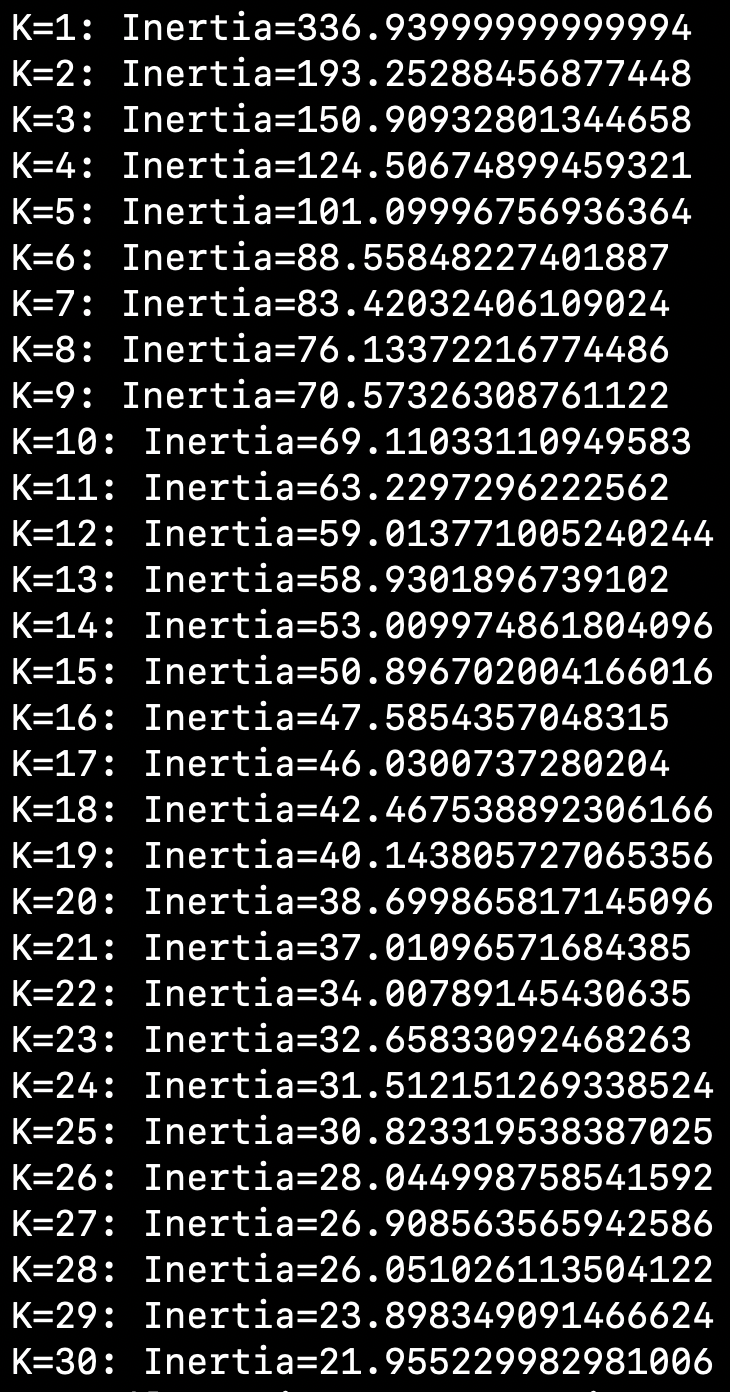 K=1: Inertia=336.93999999999994
K=2: Inertia=193.25288456877448
K=3: Inertia=150.90932801344658
K=4: Inertia=124.50674899459321
K=5: Inertia=101.09996756936364
K=6: Inertia=88.55848227401887
K=7: Inertia=83.42032406109024
K=8: Inertia=76.13372216774486
K=9: Inertia=70.57326308761122
K=10: Inertia=69.11033110949583
K=11: Inertia=63.2297296222562
K=12: Inertia=59.013771005240244
K=13: Inertia=58.9301896739102
K=14: Inertia=53.009974861804096
K=15: Inertia=50.896702004166016
K=16: Inertia=47.5854357048315
K=17: Inertia=46.0300737280204
K=18: Inertia=42.467538892306166
K=19: Inertia=40.143805727065356
K=20: Inertia=38.699865817145096
K=21: Inertia=37.01096571684385
K=22: Inertia=34.00789145430635
K=23: Inertia=32.65833092468263
K=24: Inertia=31.512151269338524
K=25: Inertia=30.823319538387025
K=26: Inertia=28.044998758541592
K=27: Inertia=26.908563565942586
K=28: Inertia=26.051026113504122
K=29: Inertia=23.898349091466624
K=30: Inertia=21.955229982981006